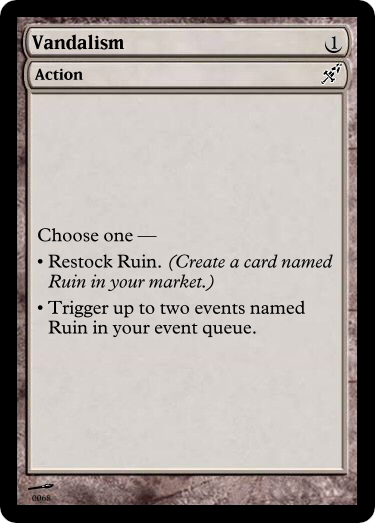 Vandalism 1
Action
Choose one —
• Restock Ruin. (Create a card named
Ruin in your market.)
• Trigger up to two events named
Ruin in your event queue.
0068